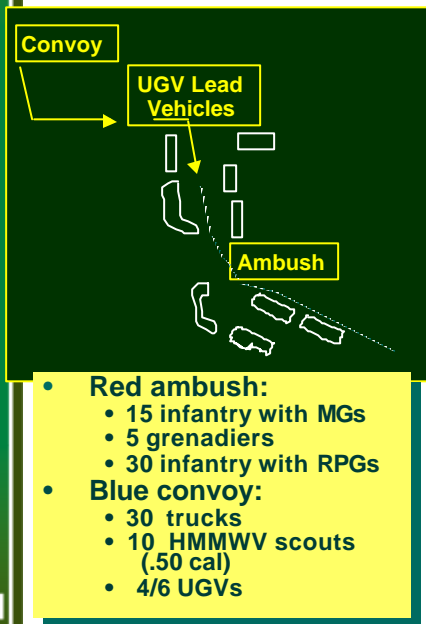 Convoy
UGV Lead
Vehicles
Ambush
• Red ambush:
• 15 infantry with MGs
• 5 grenadiers
• 30 infantry with RPGs
• Blue convoy:
• 30 trucks
• 10 HMMWV scouts
(.50 cal)
• 4/6 UGVs